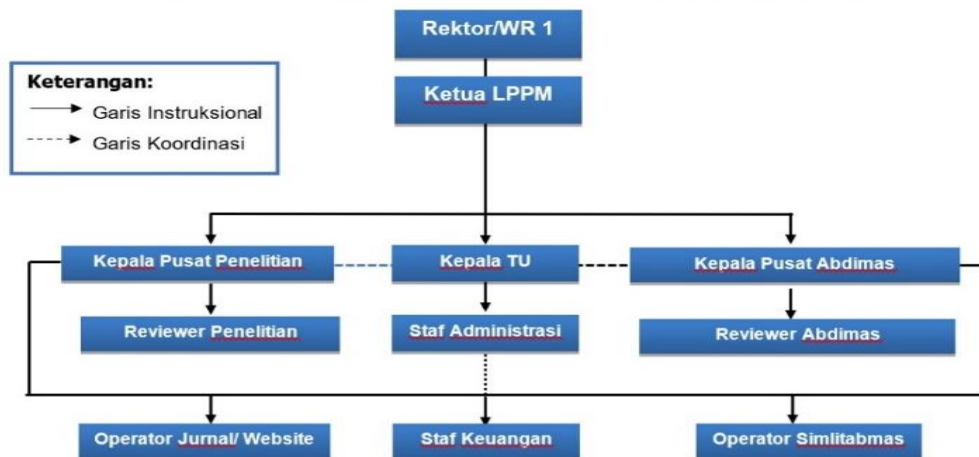 Rektor/WR 1
Keterangan:
Garis Instruksional
Garis Koordinasi
Ketua LPPM
Kepala Pusat Penelitian
Kepala TU
Kepala Pusat Abdimas
Reviewer Penelitian
Staf Administrasi
Reviewer Abdimas
Operator Jurnal/ Website
Staf Keuangan
Operator Simlitabmas